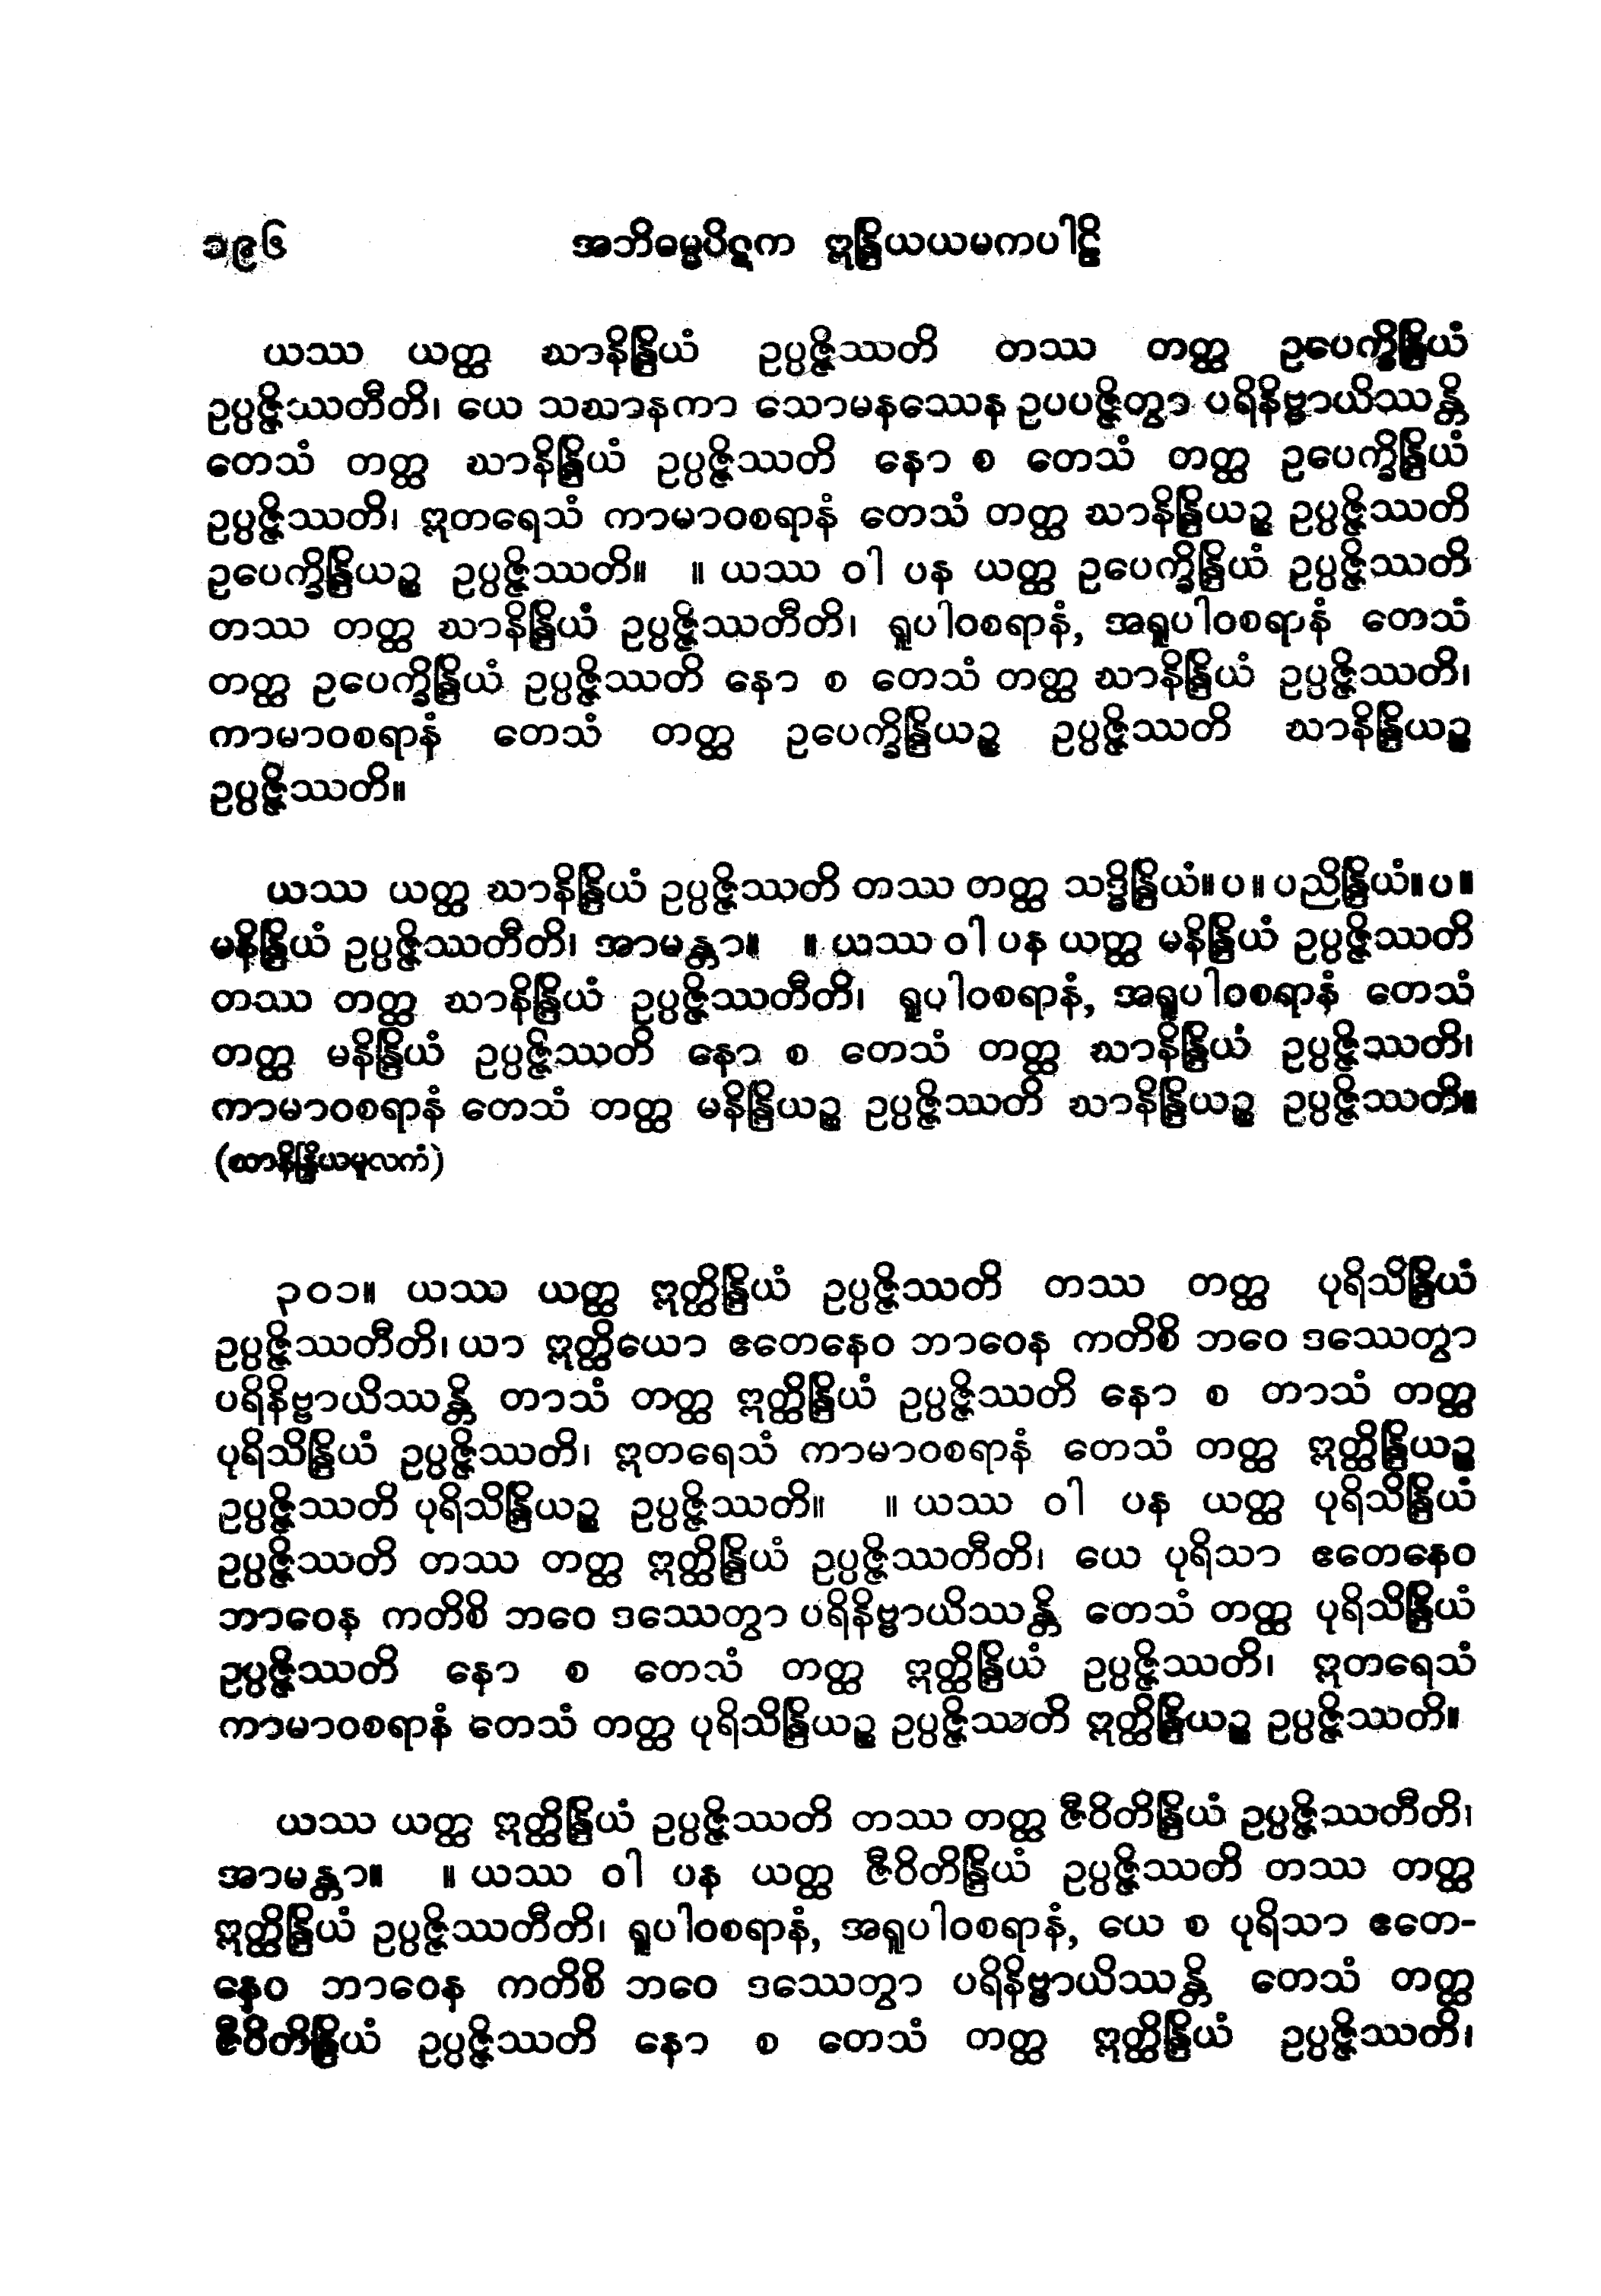 ၁၉၆ အဘိဓမ္မပိဋက ဣန္ဒြိယယမကပါဠိ
ယဿ ယတ္ထ ဃာနိန္ဒြိယံ ဥပ္ပဇ္ဇိဿတိ တဿ တတ္ထ ဥပေက္ခိန္ဒြိယံ
ဥပ္ပဇ္ဇိဿတီတိ၊ ယေ သဃာနကာ သောမနဿေန ဥပပဇ္ဇိတွာ ပရိနိဗ္ဗာယိဿန္တိ
တေသံ တတ္ထ ဃာနိန္ဒြိယံ ဥပ္ပဇ္ဇိဿတိ နော စ တေသံ တတ္ထ ဥပေက္ခိန္ဒြိယံ
ဥပ္ပဇ္ဇိဿတိ၊ ဣတရေသံ ကာမာဝစရာနံ တေသံ တတ္ထ ဃာနိန္ဒြိယဉ္စ ဥပ္ပဇ္ဇိဿတိ
ဥပေက္ခိန္ဒြိယဉ္စ ဥပ္ပဇ္ဇိဿတိ။ ။ ယဿ ဝါ ပန ယတ္ထ ဥပေက္ခိန္ဒြိယံ ဥပ္ပဇ္ဇိဿတိ
တဿ တတ္ထ ဃာနိန္ဒြိယံ ဥပ္ပဇ္ဇိဿတီတိ၊ ရူပါဝစရာနံ, အရူပါဝစရာနံ တေသံ
တတ္ထ ဥပေက္ခိန္ဒြိယံ ဥပ္ပဇ္ဇိဿတိ နော စ တေသံ တတ္ထ ဃာနိန္ဒြိယံ ဥပ္ပဇ္ဇိဿတိ၊
ကာမာဝစရာနံ တေသံ တတ္ထ ဥပေက္ခိန္ဒြိယဉ္စ ဥပ္ပဇ္ဇိဿတိ ဃာနိန္ဒြိယဉ္စ
ဥပ္ပဇ္ဇိဿတိ။
ယဿ ယတ္ထ ဃာနိန္ဒြိယံ ဥပ္ပဇ္ဇိဿတိ တဿ တတ္ထ သဒ္ဓိန္ဒြိယံ။ပ။ ပညိန္ဒြိယံ။ပ။
မနိန္ဒြိယံ ဥပ္ပဇ္ဇိဿတီတိ၊ အာမန္တာ။ ။ ယဿ ဝါ ပန ယတ္ထ မနိန္ဒြိယံ ဥပ္ပဇ္ဇိဿတိ
တဿ တတ္ထ ဃာနိန္ဒြိယံ ဥပ္ပဇ္ဇိဿတီတိ၊ ရူပါဝစရာနံ, အရူပါဝစရာနံ တေသံ
တတ္ထ မနိန္ဒြိယံ ဥပ္ပဇ္ဇိဿတိ နော စ တေသံ တတ္ထ ဃာနိန္ဒြိယံ ဥပ္ပဇ္ဇိဿတိ၊
ကာမာဝစရာနံ တေသံ တတ္ထ မနိန္ဒြိယဉ္စ ဥပ္ပဇ္ဇိဿတိ ဃာနိန္ဒြိယဉ္စ ဥပ္ပဇ္ဇိဿတိ။
(ဃာနိန္ဒြိယမူလကံ)
၃၀၁။ ယဿ ယတ္ထ ဣတ္ထိန္ဒြိယံ ဥပ္ပဇ္ဇိဿတိ တဿ တတ္ထ ပုရိသိန္ဒြိယံ
ဥပ္ပဇ္ဇိဿတီတိ၊ ယာ ဣတ္ထိယော ဧတေနေဝ ဘာဝေန ကတိစိ ဘဝေ ဒဿေတွာ
ပရိနိဗ္ဗာယိဿန္တိ တာသံ တတ္ထ ဣတ္ထိန္ဒြိယံ ဥပ္ပဇ္ဇိဿတိ နော စ တာသံ တတ္ထ
ပုရိသိန္ဒြိယံ ဥပ္ပဇ္ဇိဿတိ၊ ဣတရေသံ ကာမာဝစရာနံ တေသံ တတ္ထ ဣတ္ထိန္ဒြိယဉ္စ
ဥပ္ပဇ္ဇိဿတိ ပုရိသိန္ဒြိယဉ္စ ဥပ္ပဇ္ဇိဿတိ။ ။ ယဿ ဝါ ပန ယတ္ထ ပုရိသိန္ဒြိယံ
ဥပ္ပဇ္ဇိဿတိ တဿ တတ္ထ ဣတ္ထိန္ဒြိယံ ဥပ္ပဇ္ဇိဿတီတိ၊ ယေ ပုရိသာ ဧတေနေဝ
ဘာဝေန ကတိစိ ဘဝေ ဒဿေတွာ ပရိနိဗ္ဗာယိဿန္တိ တေသံ တတ္ထ ပုရိသိန္ဒြိယံ
ဥပ္ပဇ္ဇိဿတိ နော စ တေသံ တတ္ထ ဣတ္ထိန္ဒြိယံ ဥပ္ပဇ္ဇိဿတိ၊ ဣတရေသံ
ကာမာဝစရာနံ တေသံ တတ္ထ ပုရိသိန္ဒြိယဉ္စ ဥပ္ပဇ္ဇိဿတိ ဣတ္ထိန္ဒြိယဉ္စ ဥပ္ပဇ္ဇိဿတိ။
ယဿ ယတ္ထ ဣတ္ထိန္ဒြိယံ ဥပ္ပဇ္ဇိဿတိ တဿ တတ္ထ ဇီဝိတိန္ဒြိယံ ဥပ္ပဇ္ဇိဿတီတိ၊
အာမန္တာ။ ။ ယဿ ဝါ ပန ယတ္ထ ဇီဝိတိန္ဒြိယံ ဥပ္ပဇ္ဇိဿတိ တဿ တတ္ထ
ဣတ္ထိန္ဒြိယံ ဥပ္ပဇ္ဇိဿတီတိ၊ ရူပါဝစရာနံ, အရူပါဝစရာနံ, ယေ စ ပုရိသာ ဧတေ-
နေဝ ဘာဝေန ကတိစိ ဘဝေ ဒဿေတွာ ပရိနိဗ္ဗာယိဿန္တိ တေသံ တတ္ထ
ဇီဝိတိန္ဒြိယံ ဥပ္ပဇ္ဇိဿတိ နော စ တေသံ တတ္ထ ဣတ္ထိန္ဒြိယံ ဥပ္ပဇ္ဇိဿတိ၊